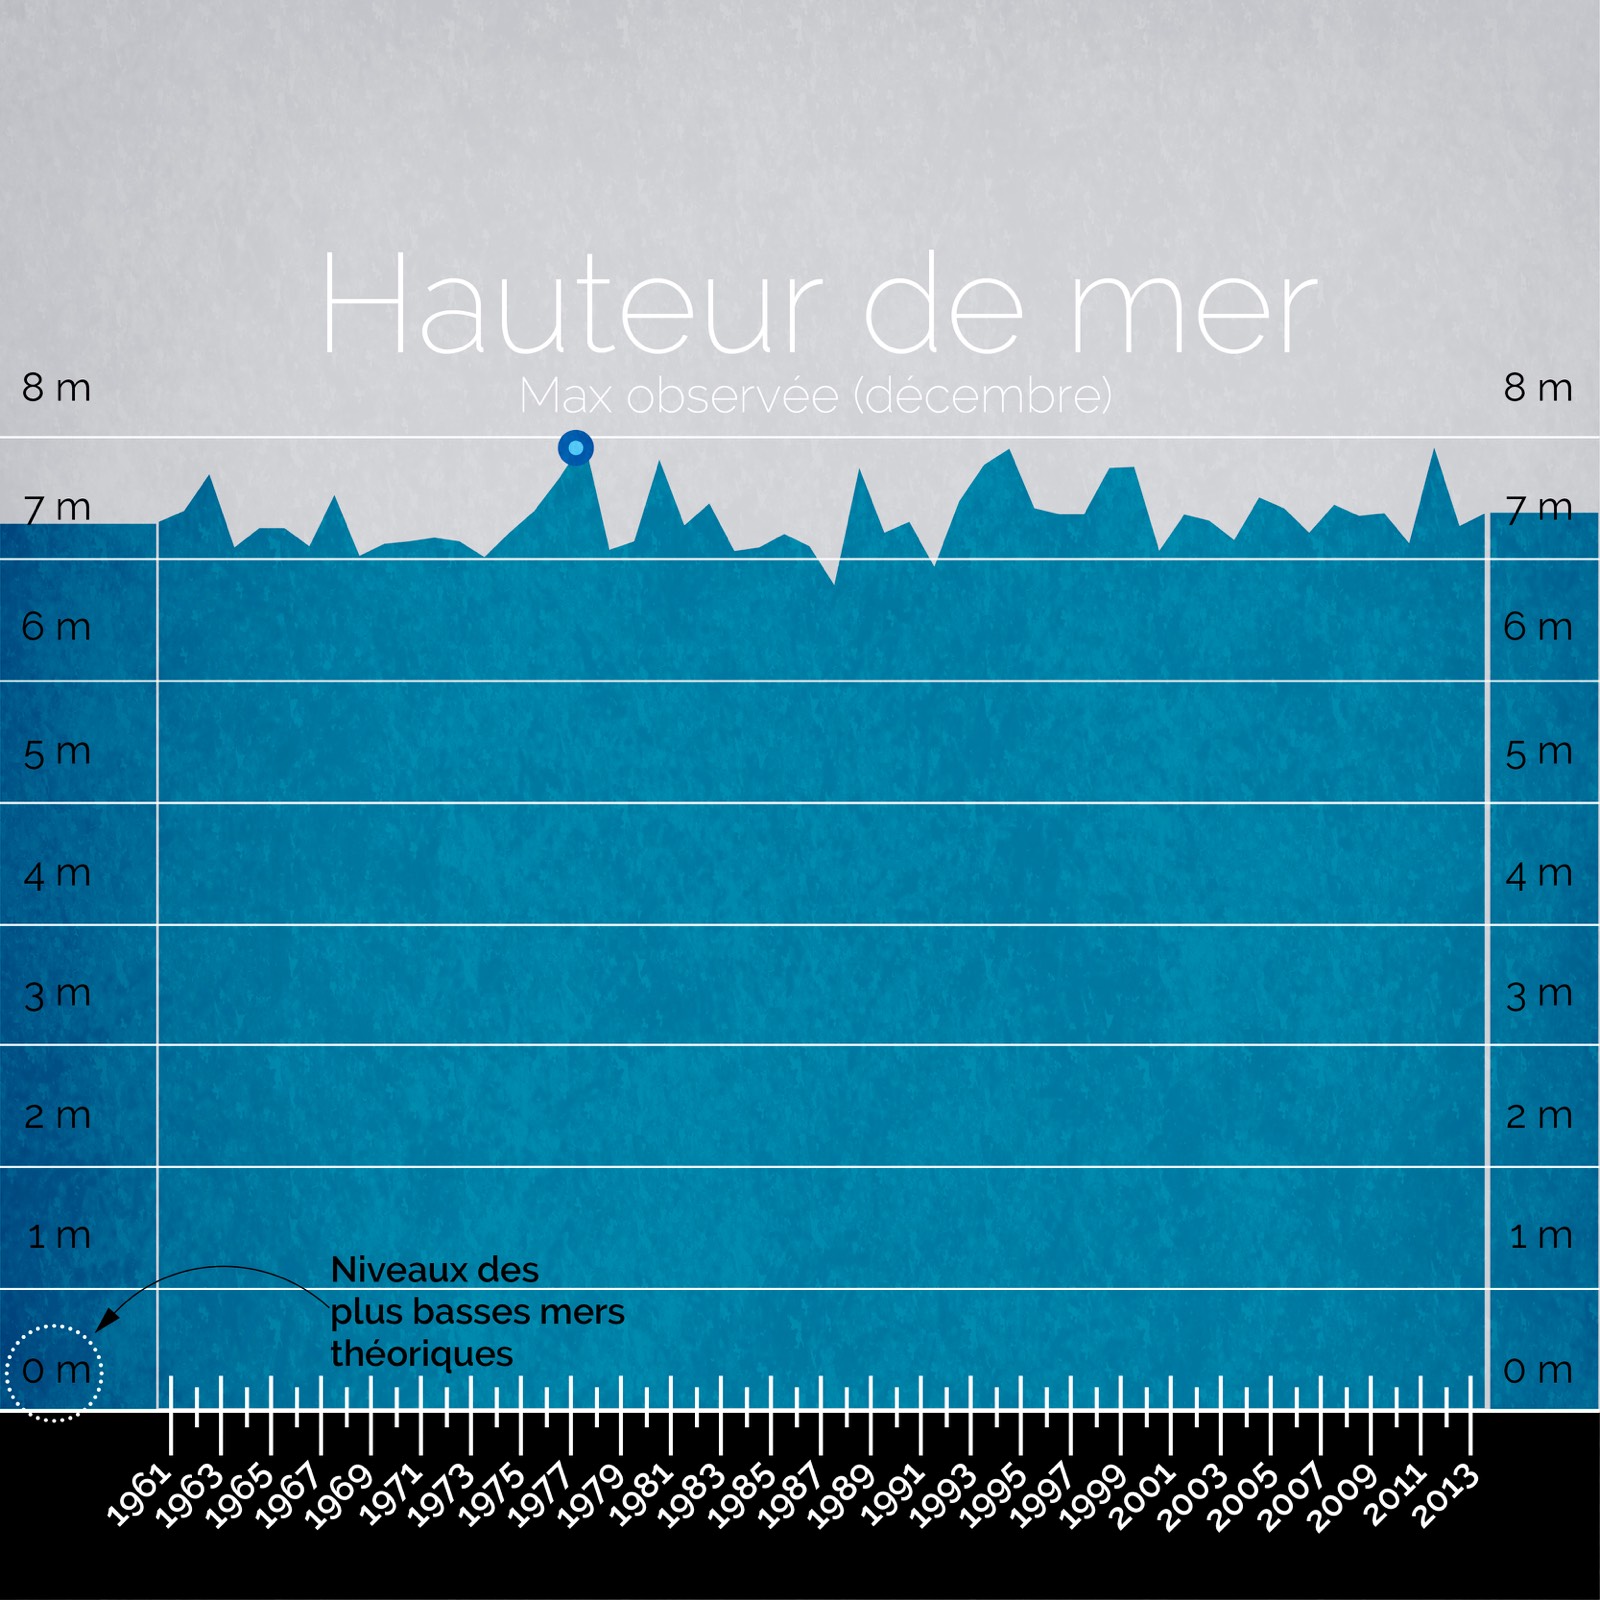 Hauteur de mer
Max observée (décembre)
8 m
8 m
7 m
7 m
6 m
6 m
5 m
5 m
4 m
4 m
3 m
3 m
2 m
2 m
1 m
1 m
Niveaux des
plus basses mers
théoriques
0 m
0 m
1961 1963 1965 1967 1969 1971 1973 1975 1977 1979 1981 1983 1985 1987 1989 1991 1993 1995 1997 1999 2001 2003 2005 2007 2009 2011 2013